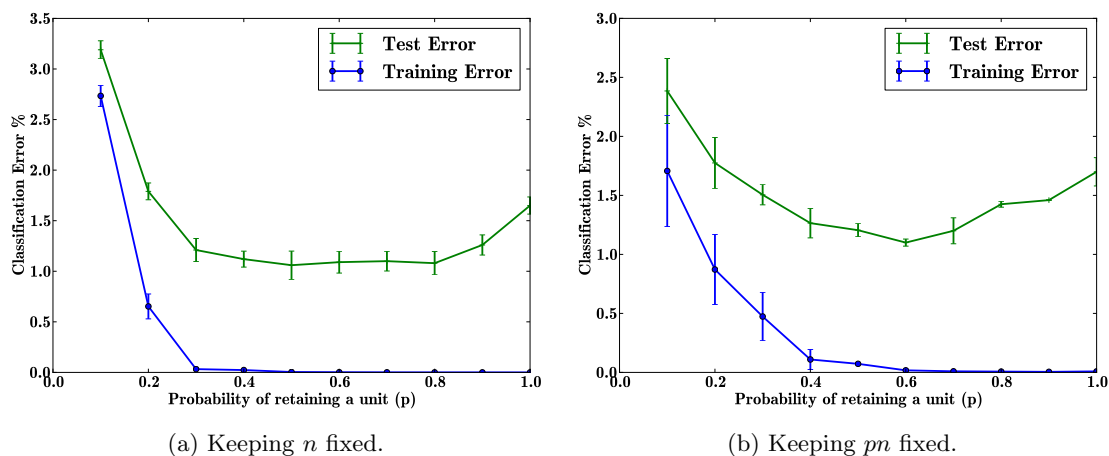 3.5
3.0
2.5
2.0
1.5
1.0
0.5
0.0
Classification Error %
Test Error
Training Error
0.0 0.2 0.4 0.6 0.8 1.0
Probability of retaining a unit (p)
(a) Keeping n fixed.
3.0
2.5
2.0
1.5
1.0
0.5
0.0
Classification Error %
Test Error
Training Error
0.0 0.2 0.4 0.6 0.8 1.0
Probability of retaining a unit (p)
(b) Keeping pn fixed.